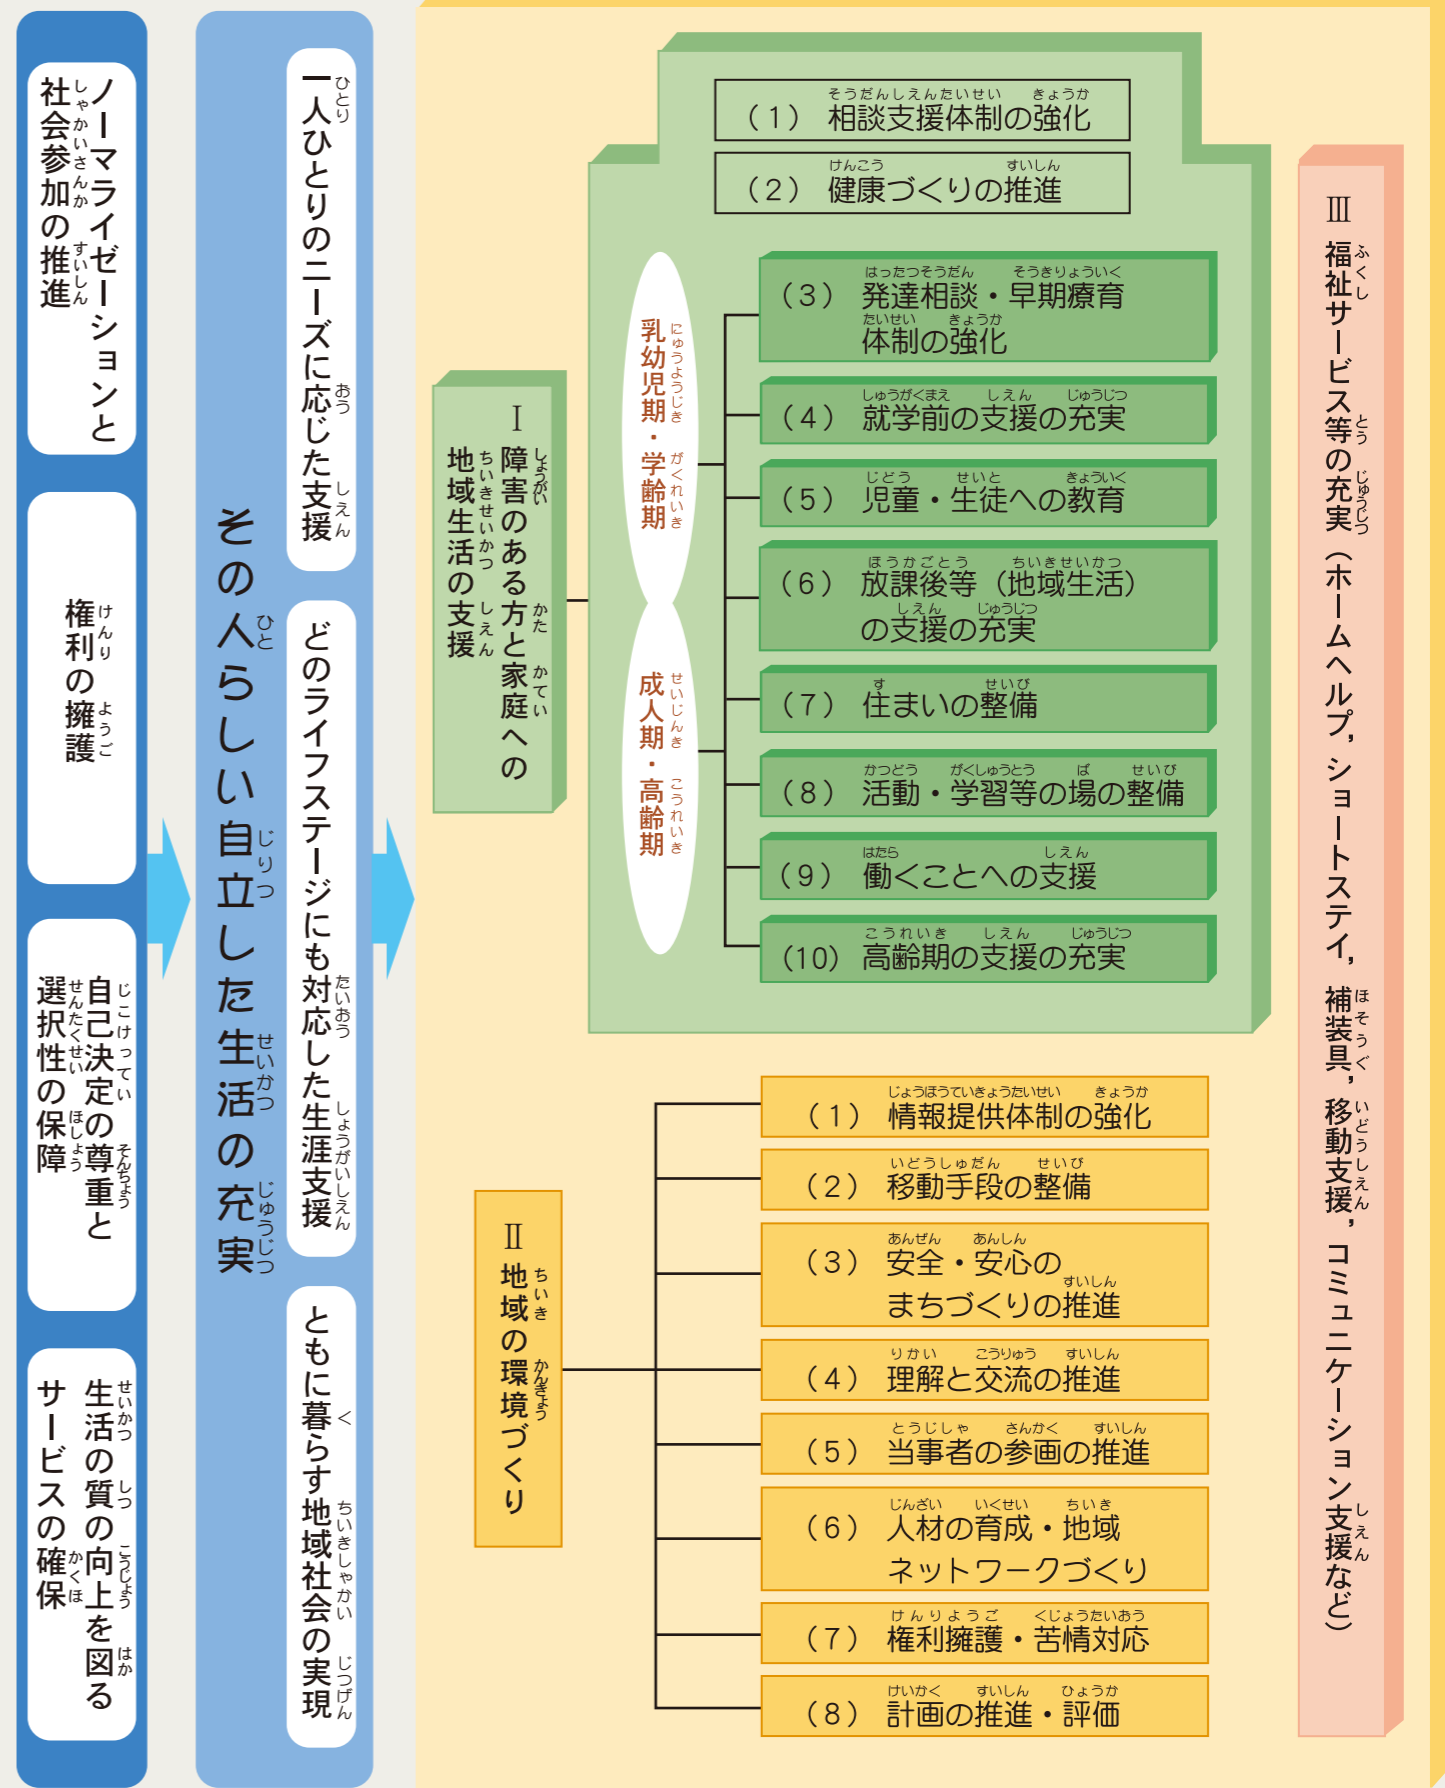 ノーマライゼーションと
社会参加の推進
権利の擁護
自己決定の尊重と
選択性の保障
生活の質の向上を図る
サービスの確保
その人らしい自立した生活の充実
一人ひとりのニーズに応じた支援
どのライフステージにも対応した生涯支援
ともに暮らす地域社会の実現
Ⅰ
障害のある方と家庭への
地域生活の支援
(1) 相談支援体制の強化
(2) 健康づくりの推進
乳幼児期・学齢期
成人期・高齢期
(3) 発達相談・早期療育
体制の強化
(4) 就学前の支援の充実
(5) 児童・生徒への教育
(6) 放課後等(地域生活)
の支援の充実
(7) 住まいの整備
(8) 活動・学習等の場の整備
(9) 働くことへの支援
(10) 高齢期の支援の充実
Ⅱ 地域の環境づくり
(1) 情報提供体制の強化
(2) 移動手段の整備
(3) 安全・安心の
まちづくりの推進
(4) 理解と交流の推進
(5) 当事者の参画の推進
(6) 人材の育成・地域
ネットワークづくり
(7) 権利擁護・苦情対応
(8) 計画の推進・評価
Ⅲ 福祉サービス等の充実(ホームヘルプ,ショートステイ,補装具,移動支援,コミュニケーション支援など)